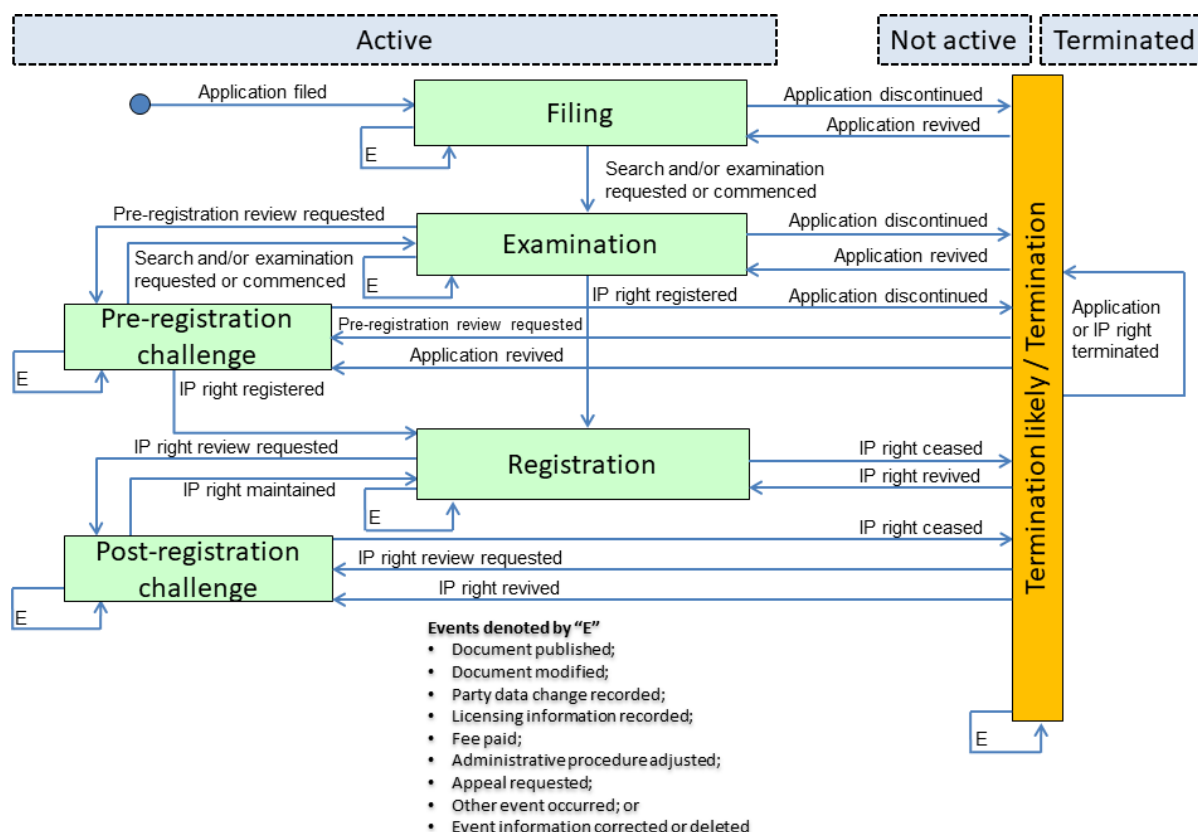 Active
Not active
Terminated
Application filed
Filing
Application discontinued
Application revived
E
Search and/or examination
requested or commenced
Pre-registration review requested
Examination
Application discontinued
Application revived
Search and/or examination
requested or commenced
E
IP right registered
Application discontinued
Pre-registration
challenge
Pre-registration review requested
Application revived
E
IP right registered
Application
or IP right
terminated
Termination likely / Termination
IP right review requested
Registration
IP right ceased
IP right revived
IP right maintained
E
Post-registration
challenge
IP right ceased
IP right review requested
IP right revived
E
E
Events denoted by “E”
• Document published;
• Document modified;
• Party data change recorded;
• Licensing information recorded;
• Fee paid;
• Administrative procedure adjusted;
• Appeal requested;
• Other event occurred; or
• Event information corrected or deleted